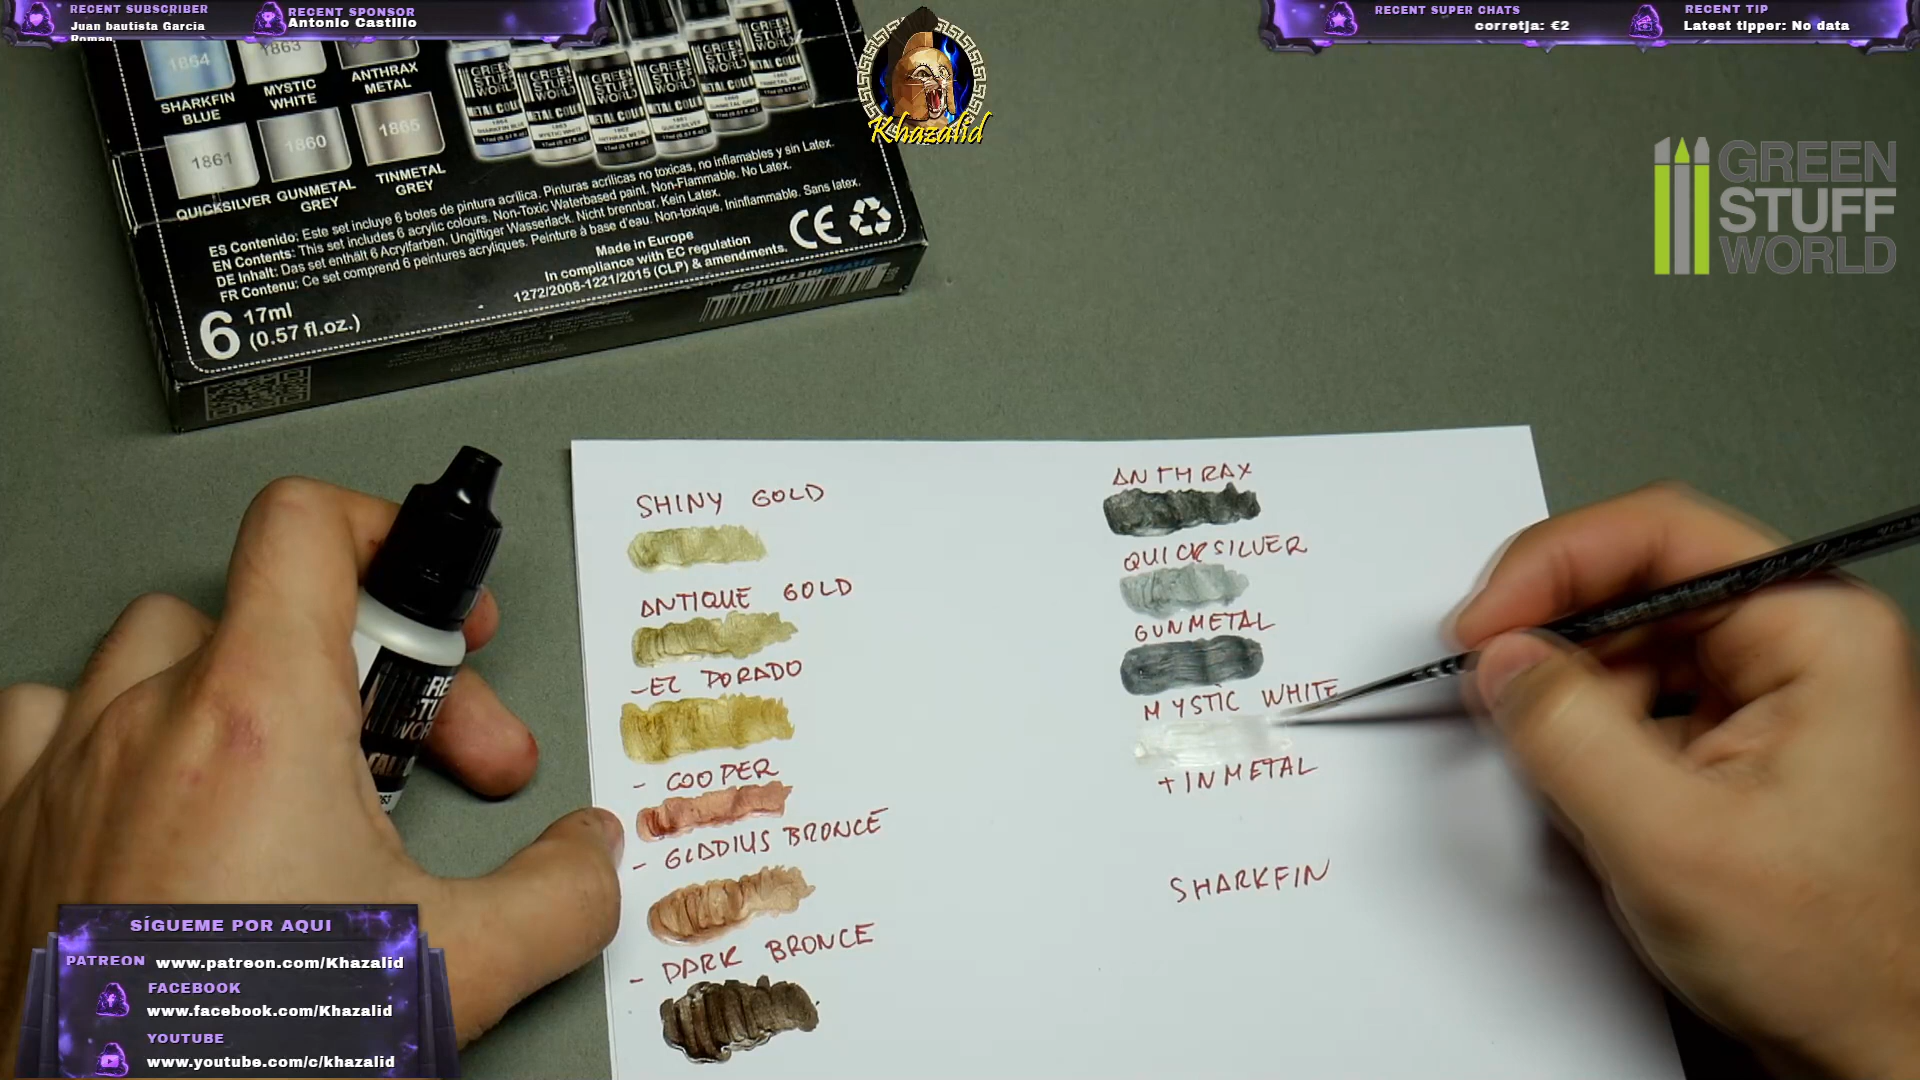 RECENT SUBSCRIBER
Juan bautista Garcia
Roman
RECENT SPONSOR
Antonio Castillo
Khazalid
RECENT SUPER CHATS
corretja: €2
RECENT TIP
Latest tipper: No data
GREEN
STUFF
WORLD
1864
SHARKFIN
BLUE
1863
MYSTIC
WHITE
ANTHRAX
METAL
1861
QUICKSILVER
1860
GUNMETAL
GREY
1865
TINMETAL
GREY
GREEN
STUFF
WORLD
METAL COLOR
ES Contenido: Este set incluye 6 botes de pintura acrílica. Pinturas acrílicas no toxicas, no inflamables y sin Latex.
EN Contents: This set includes 6 acrylic colours. Non-Toxic Waterbased paint. Non-Flammable. No Latex.
DE Inhalt: Das set enthält 6 Acrylfarben. Ungiftiger Wasserlack. Nicht brennbar. Kein Latex.
FR Contenu: Ce set comprend 6 peintures acryliques. Peinture à base d'eau. Non-toxique. Ininflammable. Sans latex.
6 17ml
(0.57 fl.oz.)
Made in Europe
In compliance with EC regulation
1272/2008-1221/2015 (CLP) & amendments.
CE
SHINY GOLD
ANTIQUE GOLD
-EL DORADO
- COOPER
- GLADIUS BRONCE
- DARK BRONCE
ANTHRAX
QUICKSILVER
GUNMETAL
MYSTIC WHITE
TINMETAL
SHARKFIN
SÍGUEME POR AQUI
PATREON www.patreon.com/Khazalid
FACEBOOK
www.facebook.com/Khazalid
YOUTUBE
www.youtube.com/c/khazalid